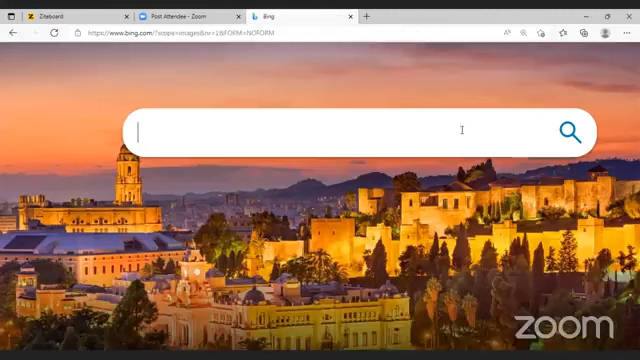 Ziteboard
Post Attendee - Zoom
Bing
https://www.bing.com/?scope=images&nr=1&FORM=NOFORM
zoom